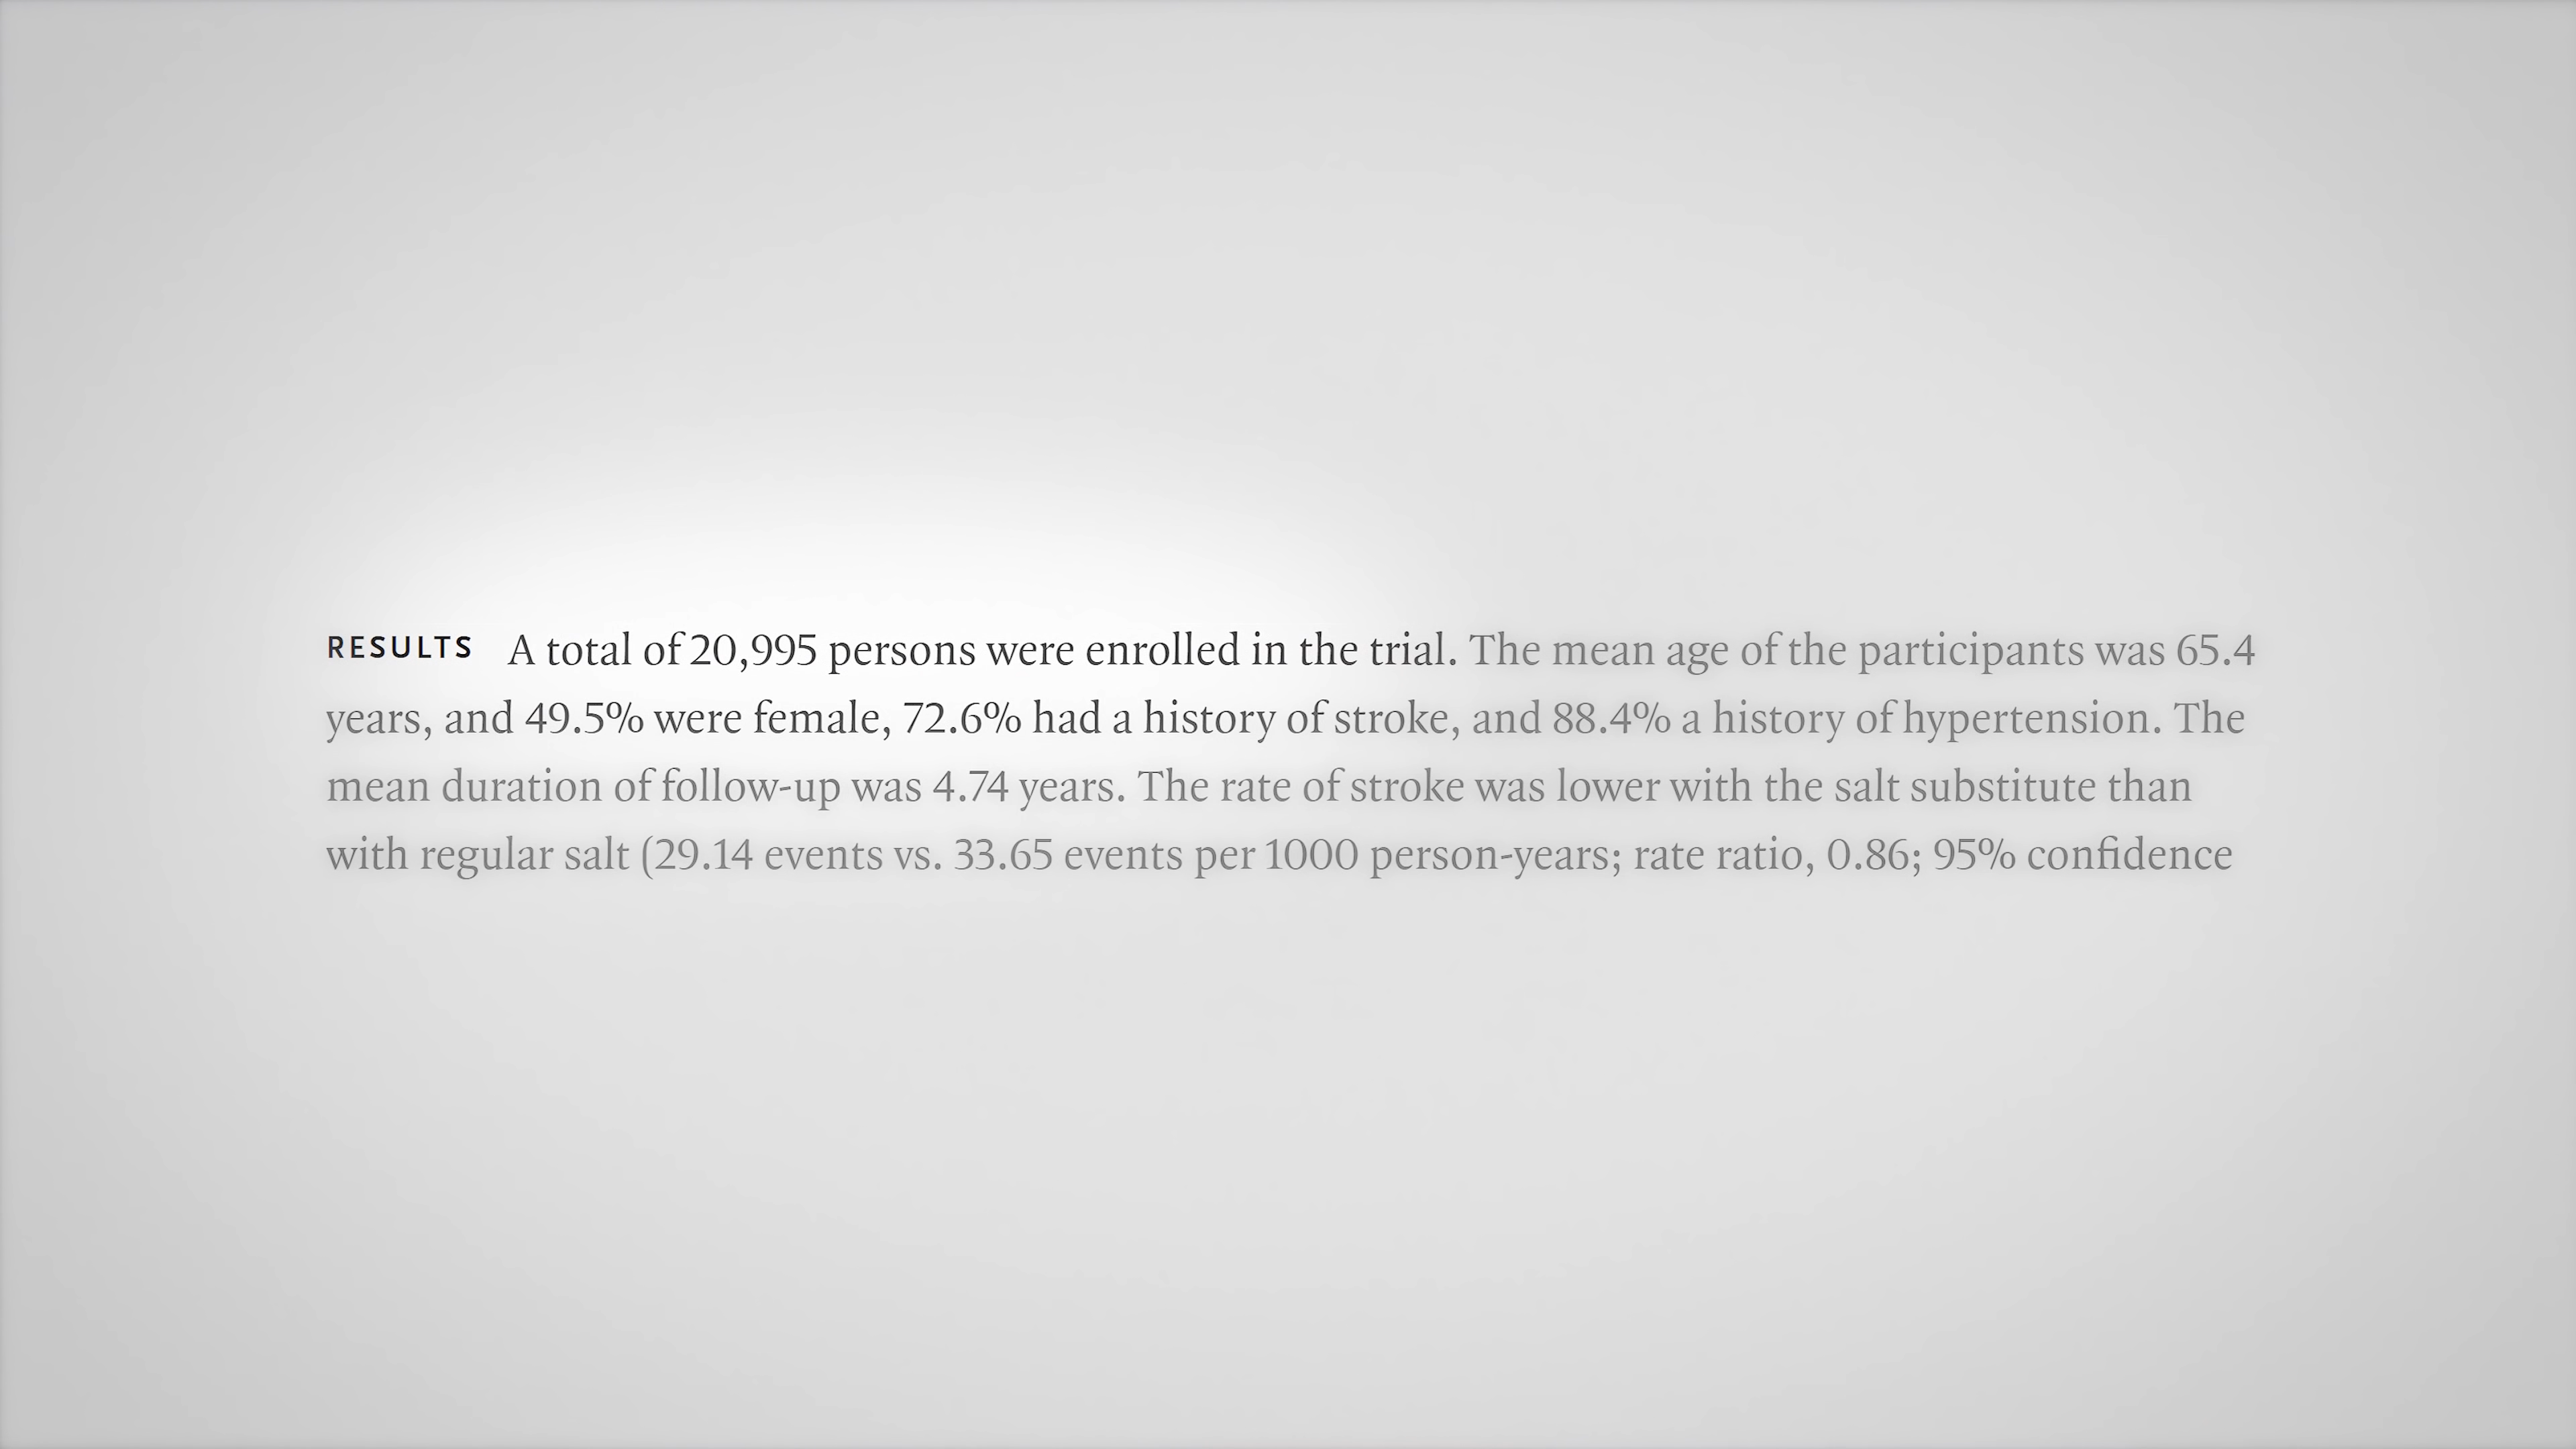 RESULTS A total of 20,995 persons were enrolled in the trial. The mean age of the participants was 65.4
years, and 49.5% were female, 72.6% had a history of stroke, and 88.4% a history of hypertension. The
mean duration of follow-up was 4.74 years. The rate of stroke was lower with the salt substitute than
with regular salt (29.14 events vs. 33.65 events per 1000 person-years; rate ratio, 0.86; 95% confidence